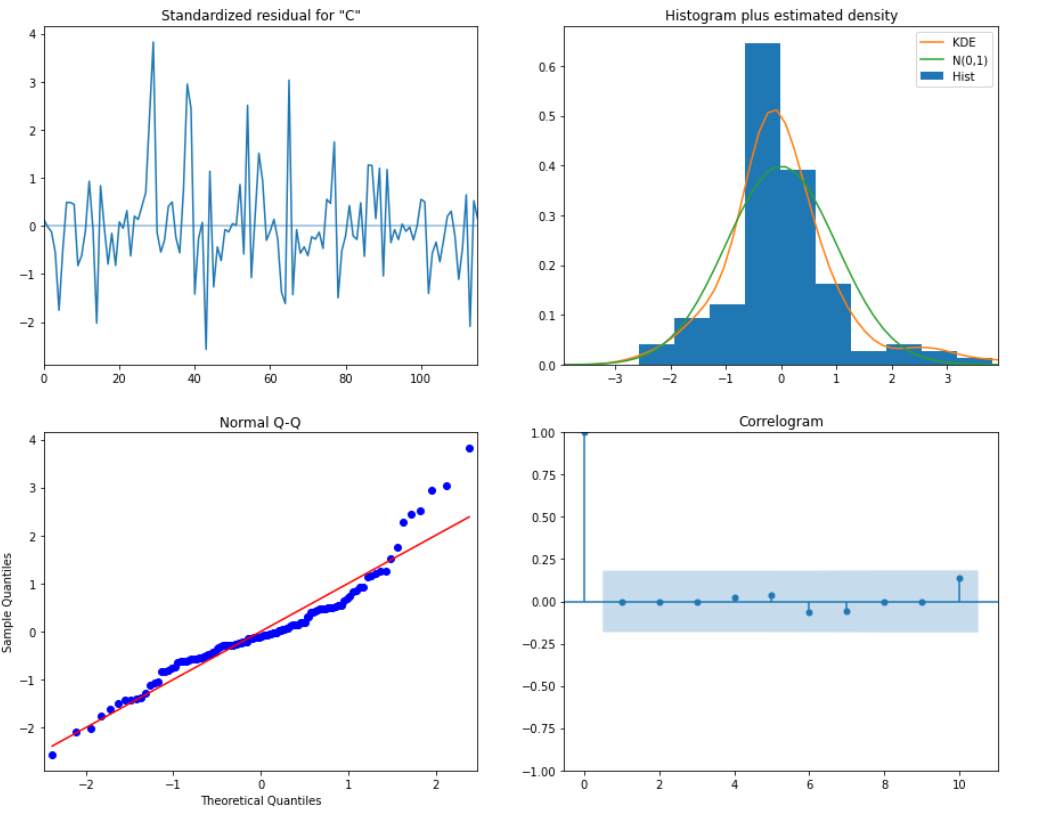 Standardized residual for "C"
4
3
2
1
0
−1
−2
0 20 40 60 80 100
Histogram plus estimated density
KDE
N(0,1)
Hist
0.6
0.5
0.4
0.3
0.2
0.1
0.0
−3 −2 −1 0 1 2 3
Normal Q-Q
Sample Quantiles
4
3
2
1
0
−1
−2
−2 −1 0 1 2
Theoretical Quantiles
Correlogram
1.00
0.75
0.50
0.25
0.00
−0.25
−0.50
−0.75
−1.00
0 2 4 6 8 10